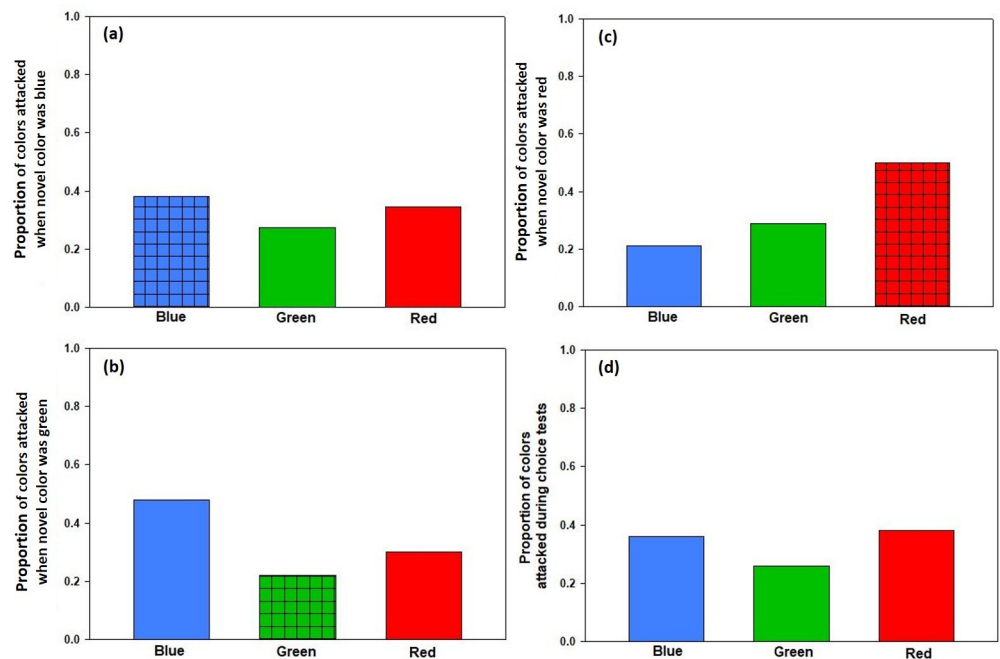 (a)
Proportion of colors attacked
when novel color was blue
1.0
0.8
0.6
0.4
0.2
0.0
Blue Green Red
(c)
Proportion of colors attacked
when novel color was red
1.0
0.8
0.6
0.4
0.2
0.0
Blue Green Red
(b)
Proportion of colors attacked
when novel color was green
1.0
0.8
0.6
0.4
0.2
0.0
Blue Green Red
(d)
Proportion of colors
attacked during choice tests
1.0
0.8
0.6
0.4
0.2
0.0
Blue Green Red